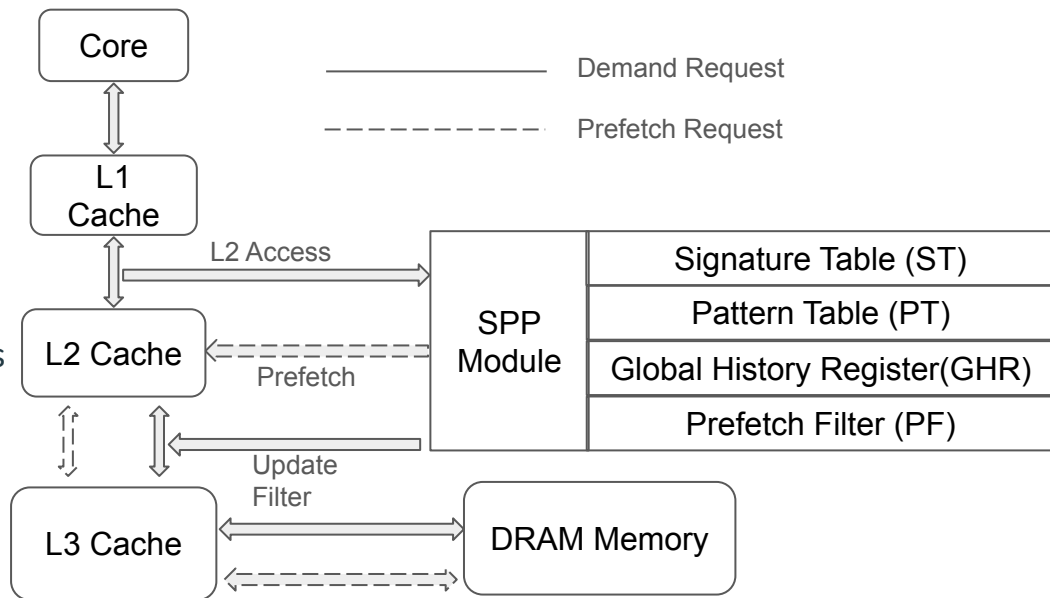 Core
Demand Request
Prefetch Request
L1
Cache
L2 Access
Signature Table (ST)
SPP
Module
Pattern Table (PT)
s
L2 Cache
Prefetch
Global History Register(GHR)
Prefetch Filter (PF)
Update
Filter
L3 Cache
DRAM Memory